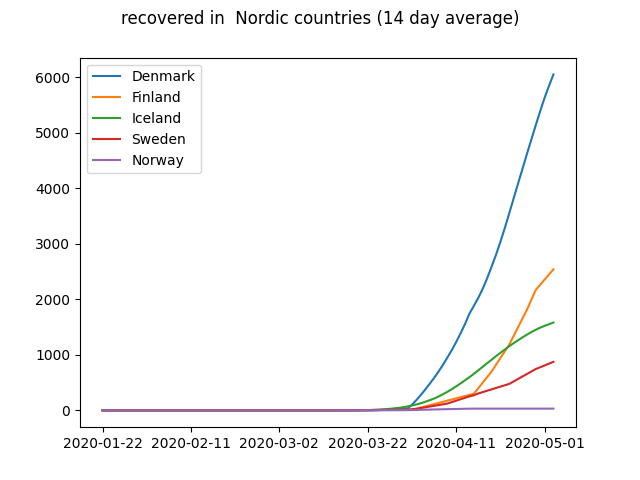 recovered in  Nordic countries (14 day average)
Denmark
Finland
Iceland
Sweden
Norway
6000
5000
4000
3000
2000
1000
0
2020-01-22 2020-02-11 2020-03-02 2020-03-22 2020-04-11 2020-05-01